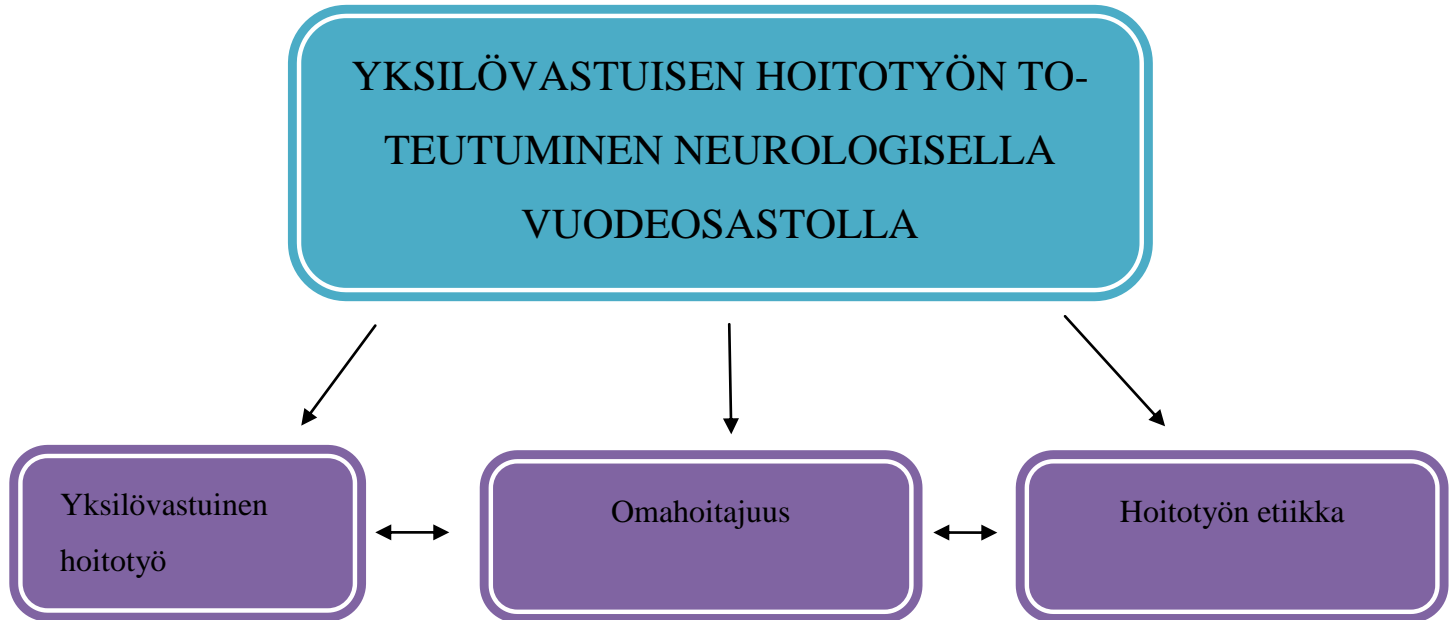 YKSILÖVASTUISEN HOITOTYÖN TO-
TEUTUMINEN NEUROLOGISELLA
VUODEOSASTOLLA
Yksilövastuinen
hoitotyö
Omahoitajuus
Hoitotyön etiikka